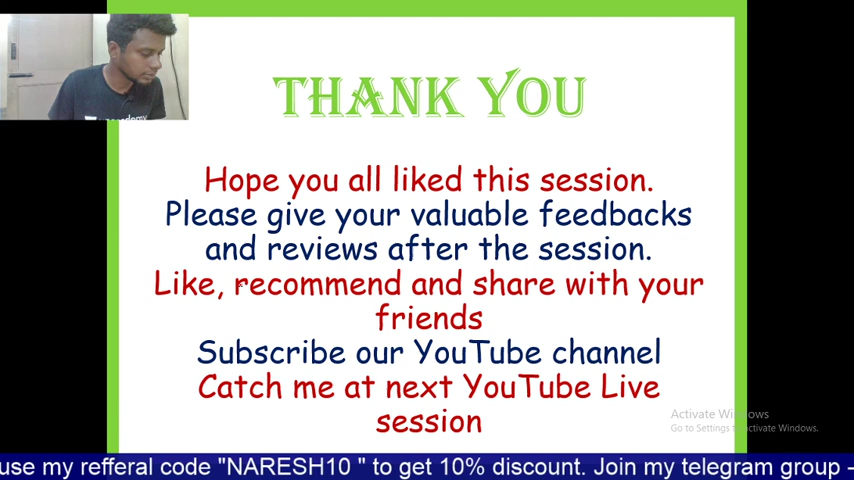 THANK YOU
Hope you all liked this session.
Please give your valuable feedbacks
and reviews after the session.
Like, recommend and share with your
friends
Subscribe our YouTube channel
Catch me at next YouTube Live
session
Activate Windows
Go to Settings to activate Windows.
use my refferal code "NARESH10 " to get 10% discount. Join my telegram group -